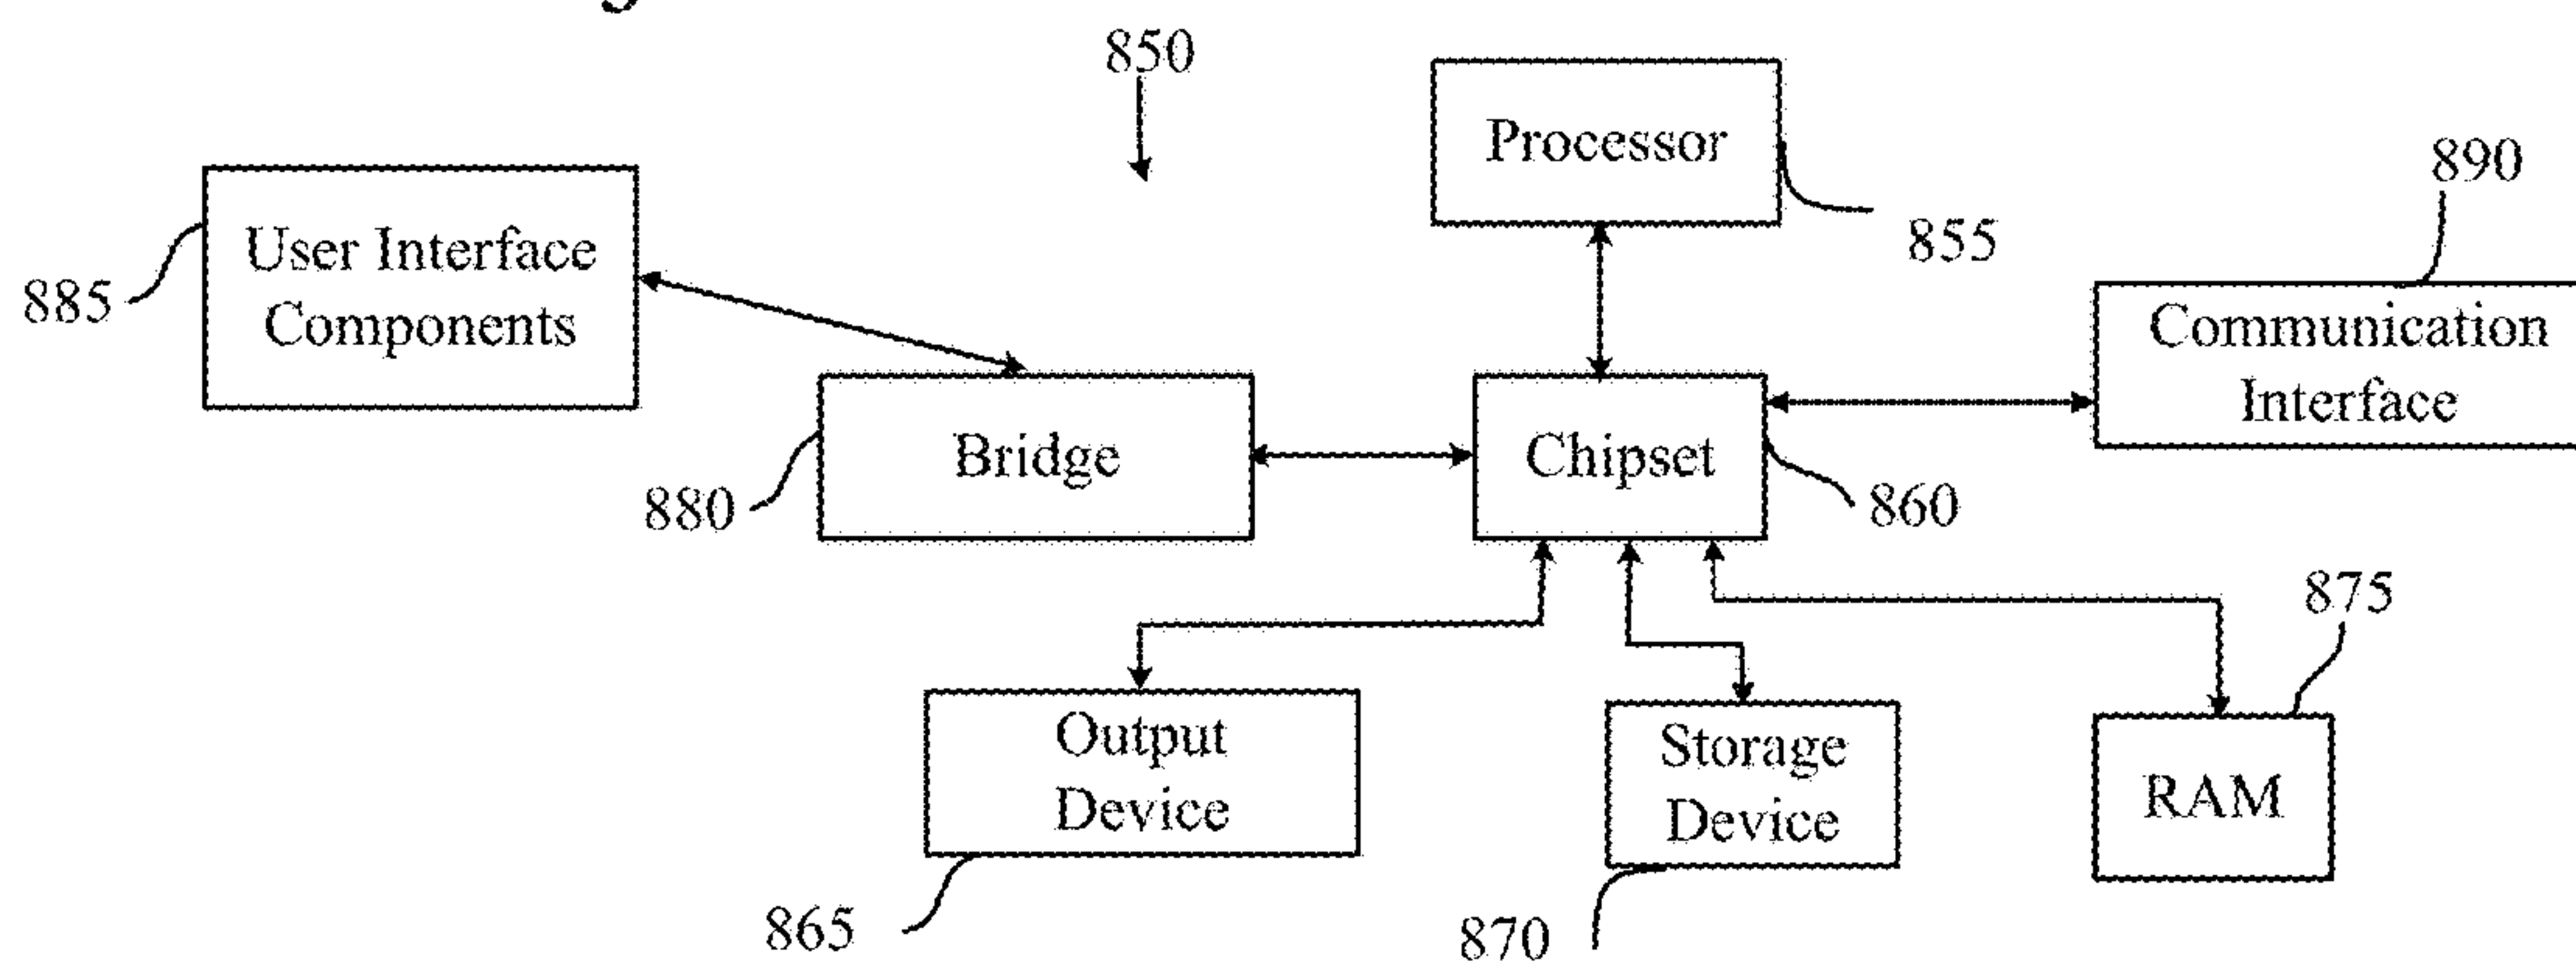 850
Processor
890
855
User Interface
Components
885
Communication
Interface
Bridge
Chipset
880
860
875
Output
Device
Storage
Device
RAM
865
870